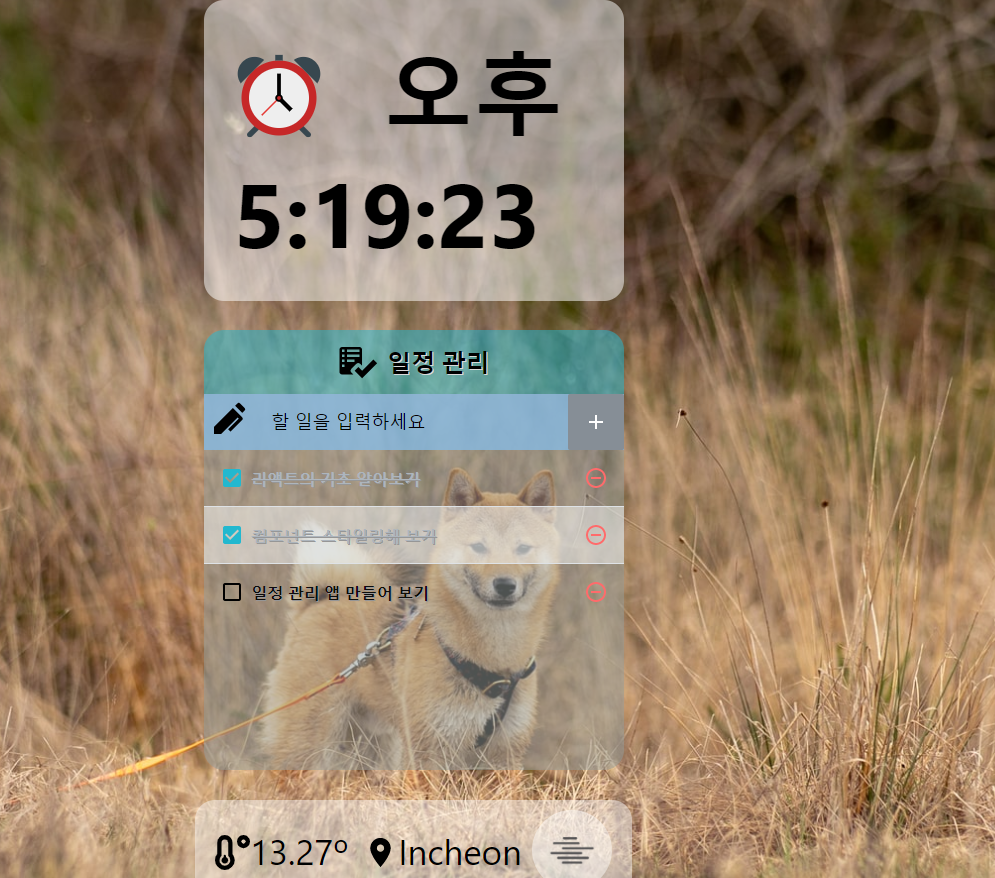 오후
5:19:23
일정 관리
할 일을 입력하세요
리액트의 기초 알아보기
컴포넌트 스타일링해 보기
일정 관리 앱 만들어 보기
13.27º Incheon